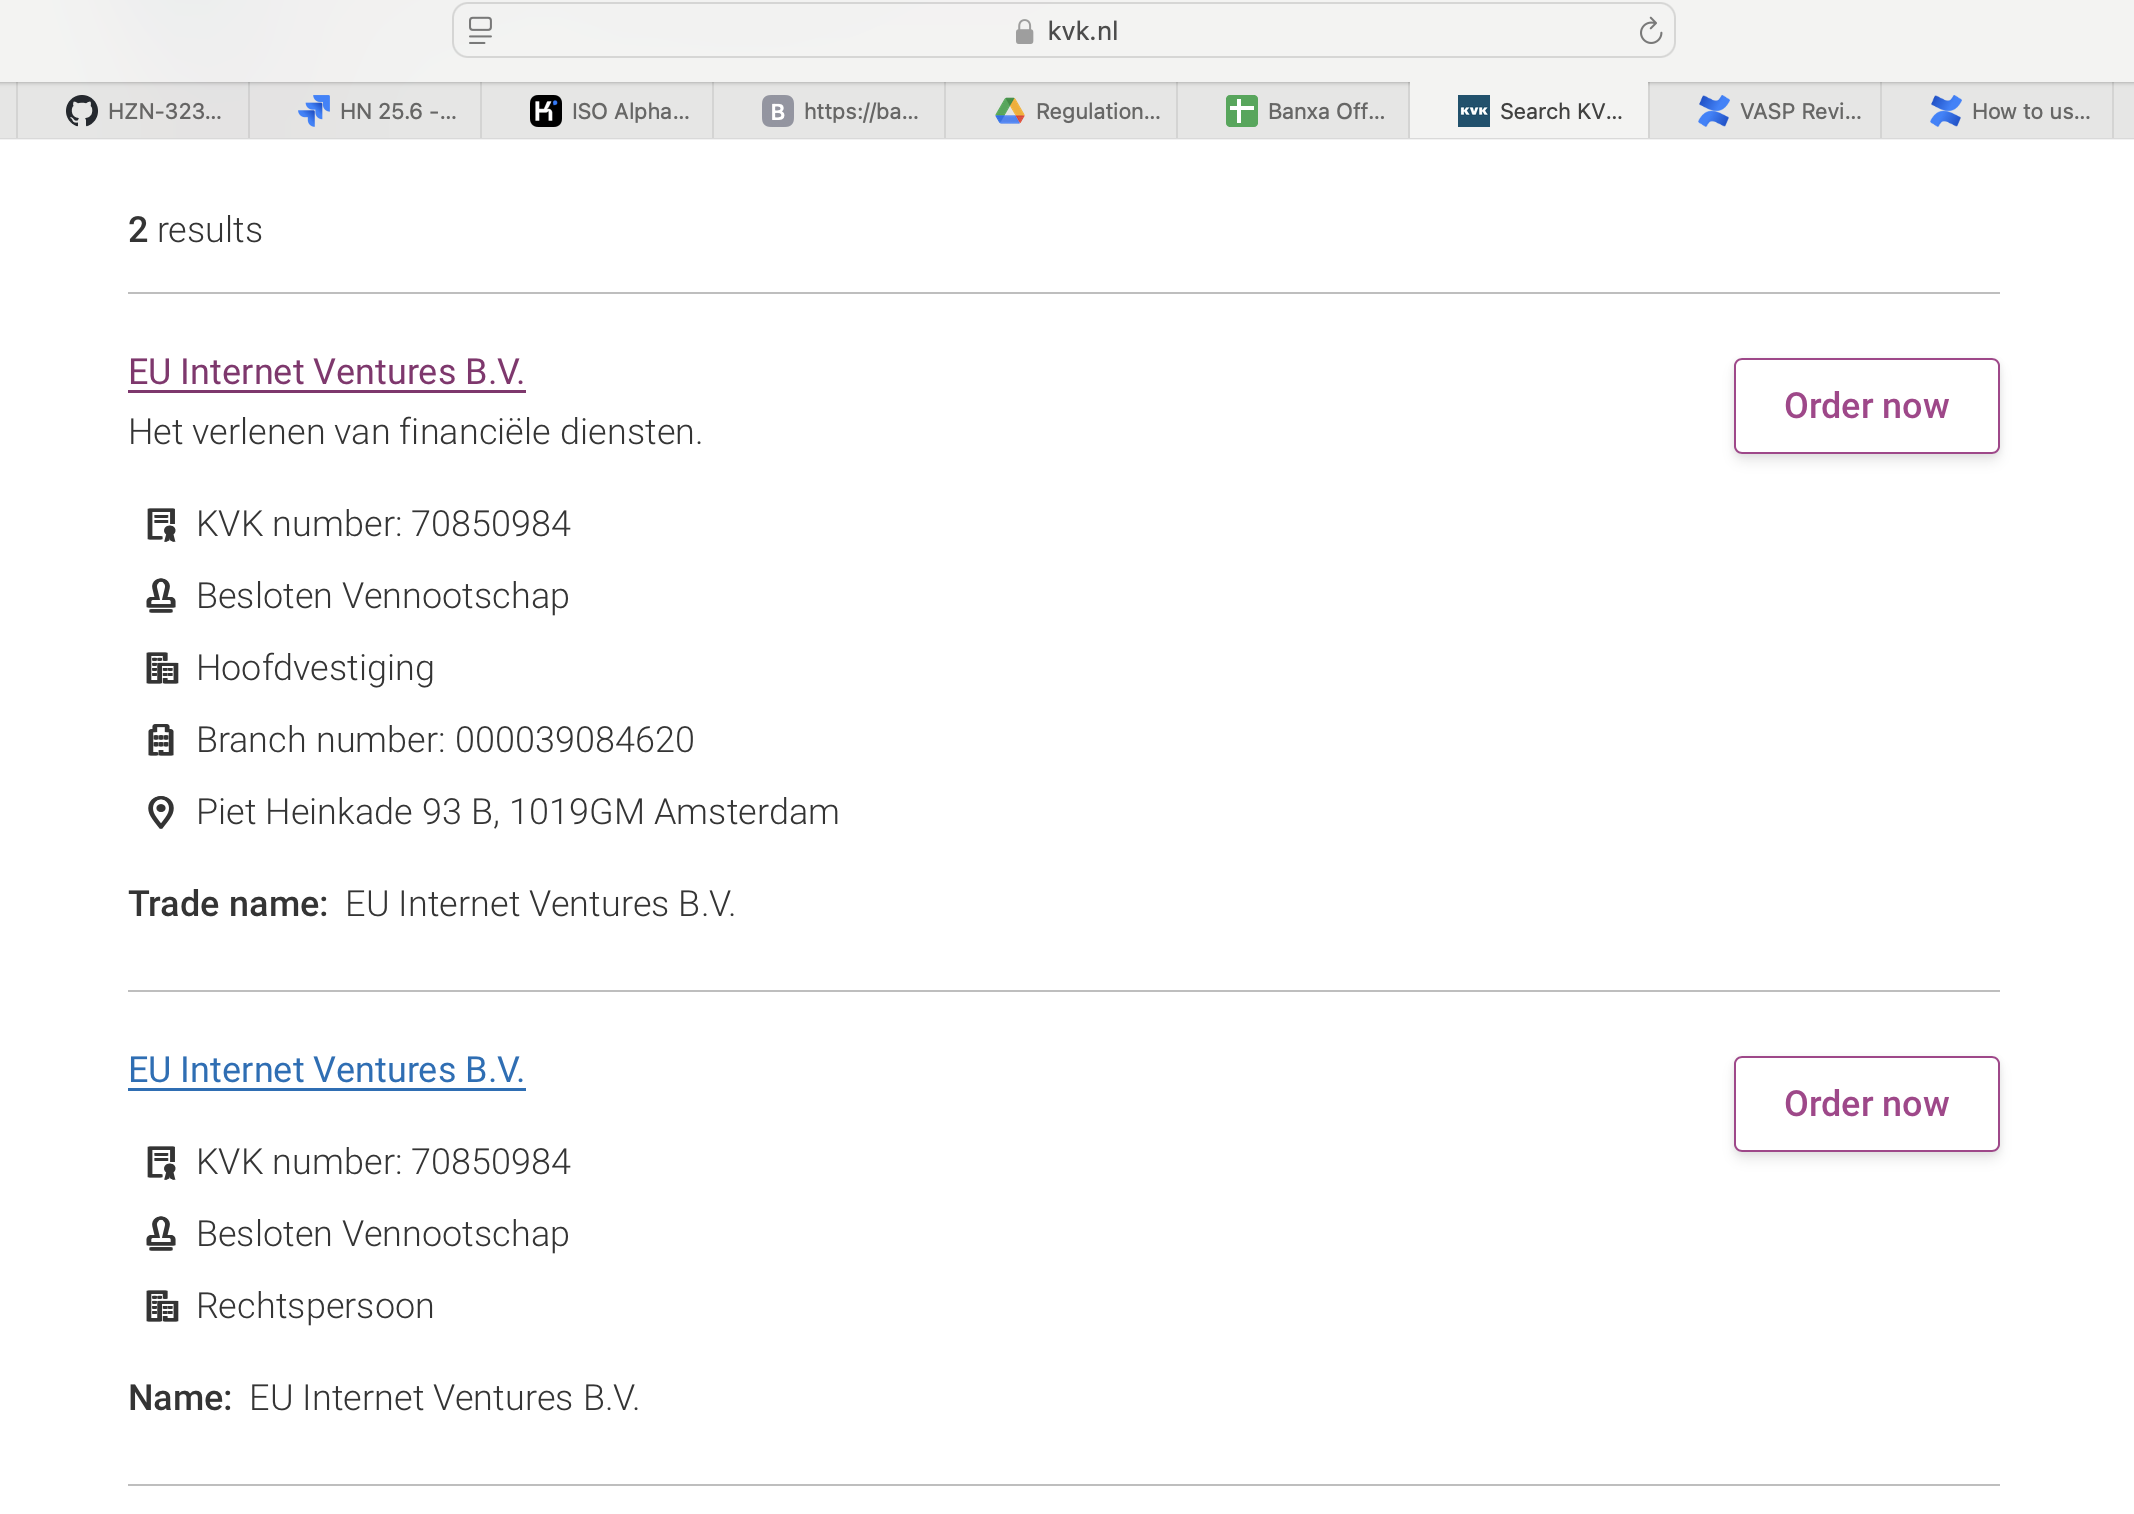 kvk.nl
HZN-323...
HN 25.6 -...
ISO Alpha...
B https://ba...
Regulation...
Banxa Off...
KVK Search KV...
VASP Revi...
How to us...
2 results
EU Internet Ventures B.V.
Order now
Het verlenen van financiële diensten.
KVK number: 70850984
Besloten Vennootschap
Hoofdvestiging
Branch number: 000039084620
Piet Heinkade 93 B, 1019GM Amsterdam
Trade name: EU Internet Ventures B.V.
EU Internet Ventures B.V.
Order now
KVK number: 70850984
Besloten Vennootschap
Rechtspersoon
Name: EU Internet Ventures B.V.